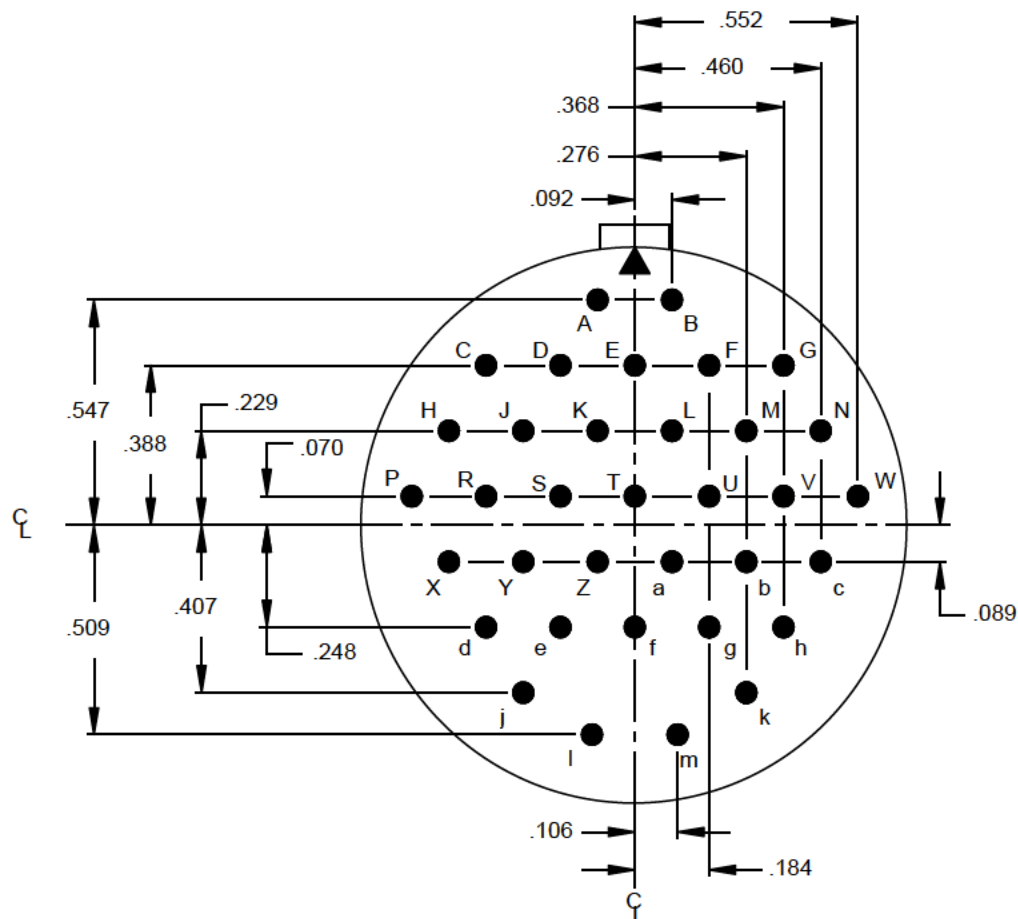 .552
.460
.368
.276
.092
A B
C D E F G
.547
.388
.229
H J K L M N
.070
P R S T U V W
CL
X Y Z a b c
.407
.509
.089
d e f g h
.248
j k
l m
.106
.184
CL